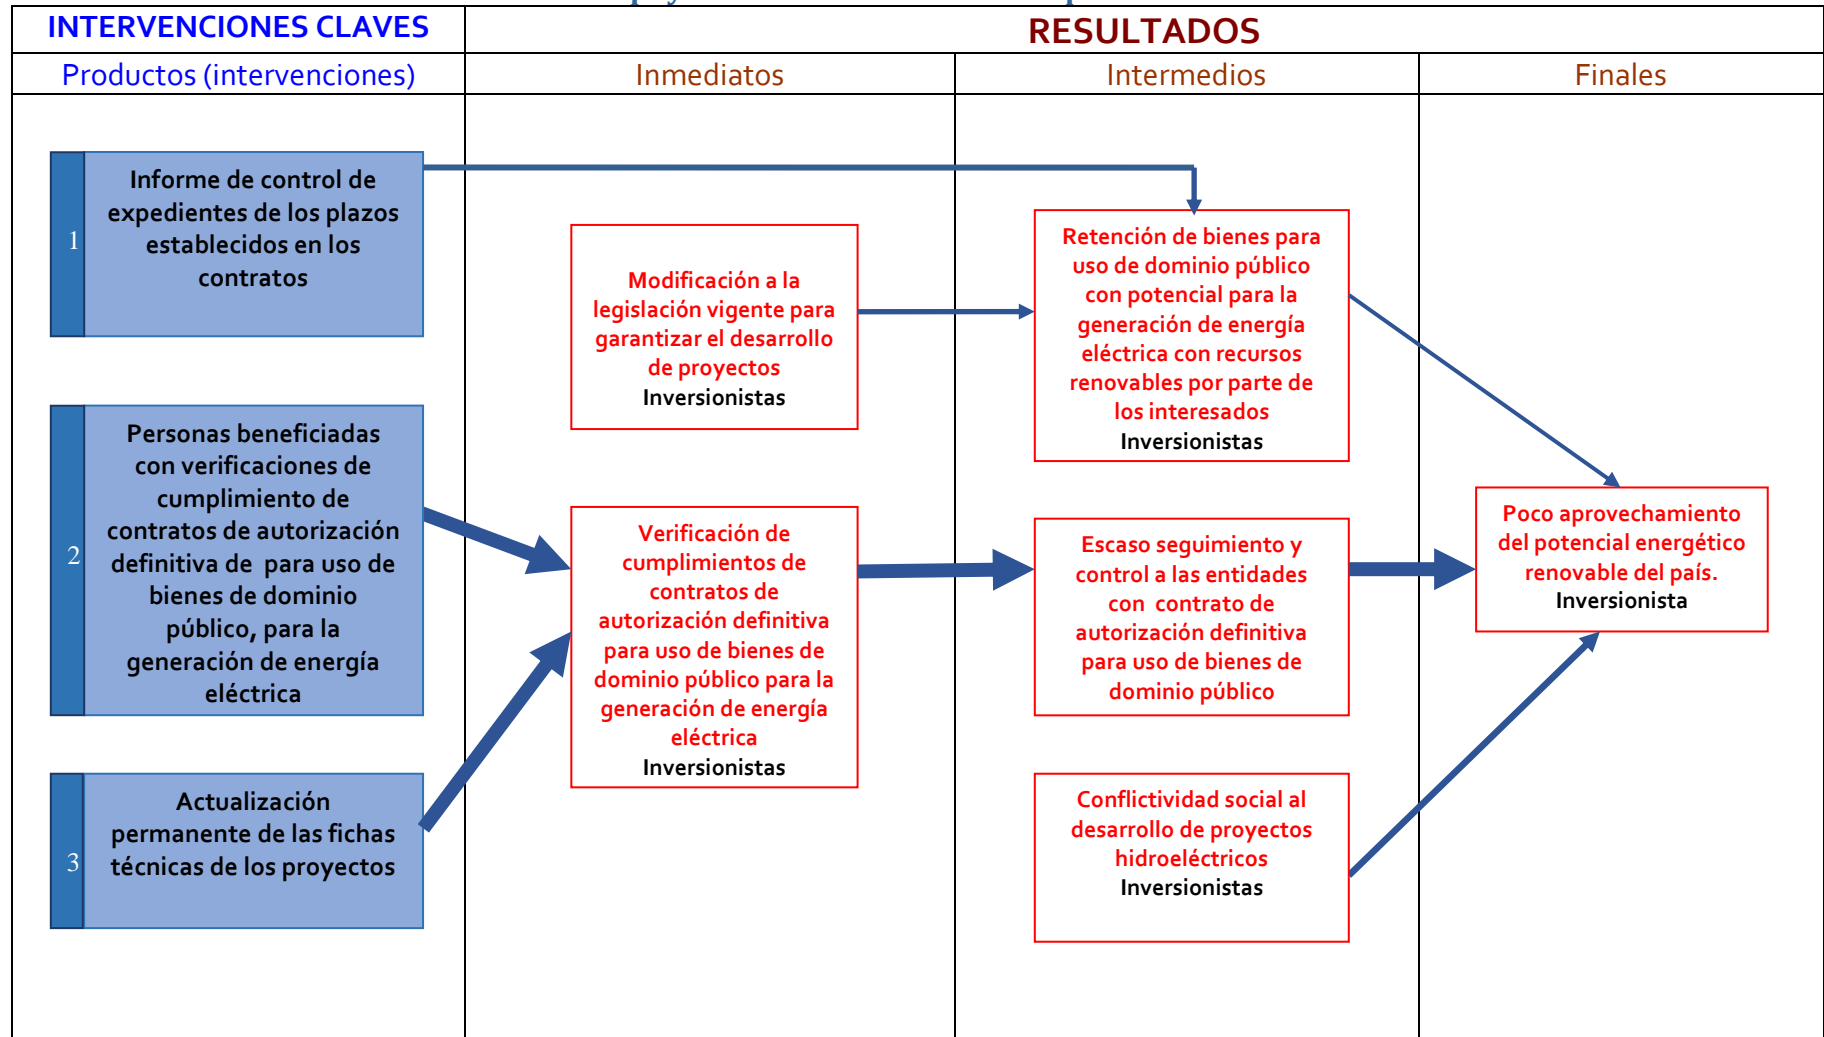 INTERVENCIONES CLAVES
RESULTADOS
Productos (intervenciones)
Inmediatos
Intermedios
Finales
1
Informe de control de
expedientes de los plazos
establecidos en los
contratos
2
Personas beneficiadas
con verificaciones de
cumplimiento de
contratos de autorización
definitiva de  para uso de
bienes de dominio
público, para la
generación de energía
eléctrica
3
Actualización
permanente de las fichas
técnicas de los proyectos
Modificación a la
legislación vigente para
garantizar el desarrollo
de proyectos
Inversionistas
Verificación de
cumplimientos de
contratos de
autorización definitiva
para uso de bienes de
dominio público para la
generación de energía
eléctrica
Inversionistas
Retención de bienes para
uso de dominio público
con potencial para la
generación de energía
eléctrica con recursos
renovables por parte de
los interesados
Inversionistas
Escaso seguimiento y
control a las entidades
con  contrato de
autorización definitiva
para uso de bienes de
dominio público
Conflictividad social al
desarrollo de proyectos
hidroeléctricos
Inversionistas
Poco aprovechamiento
del potencial energético
renovable del país.
Inversionista